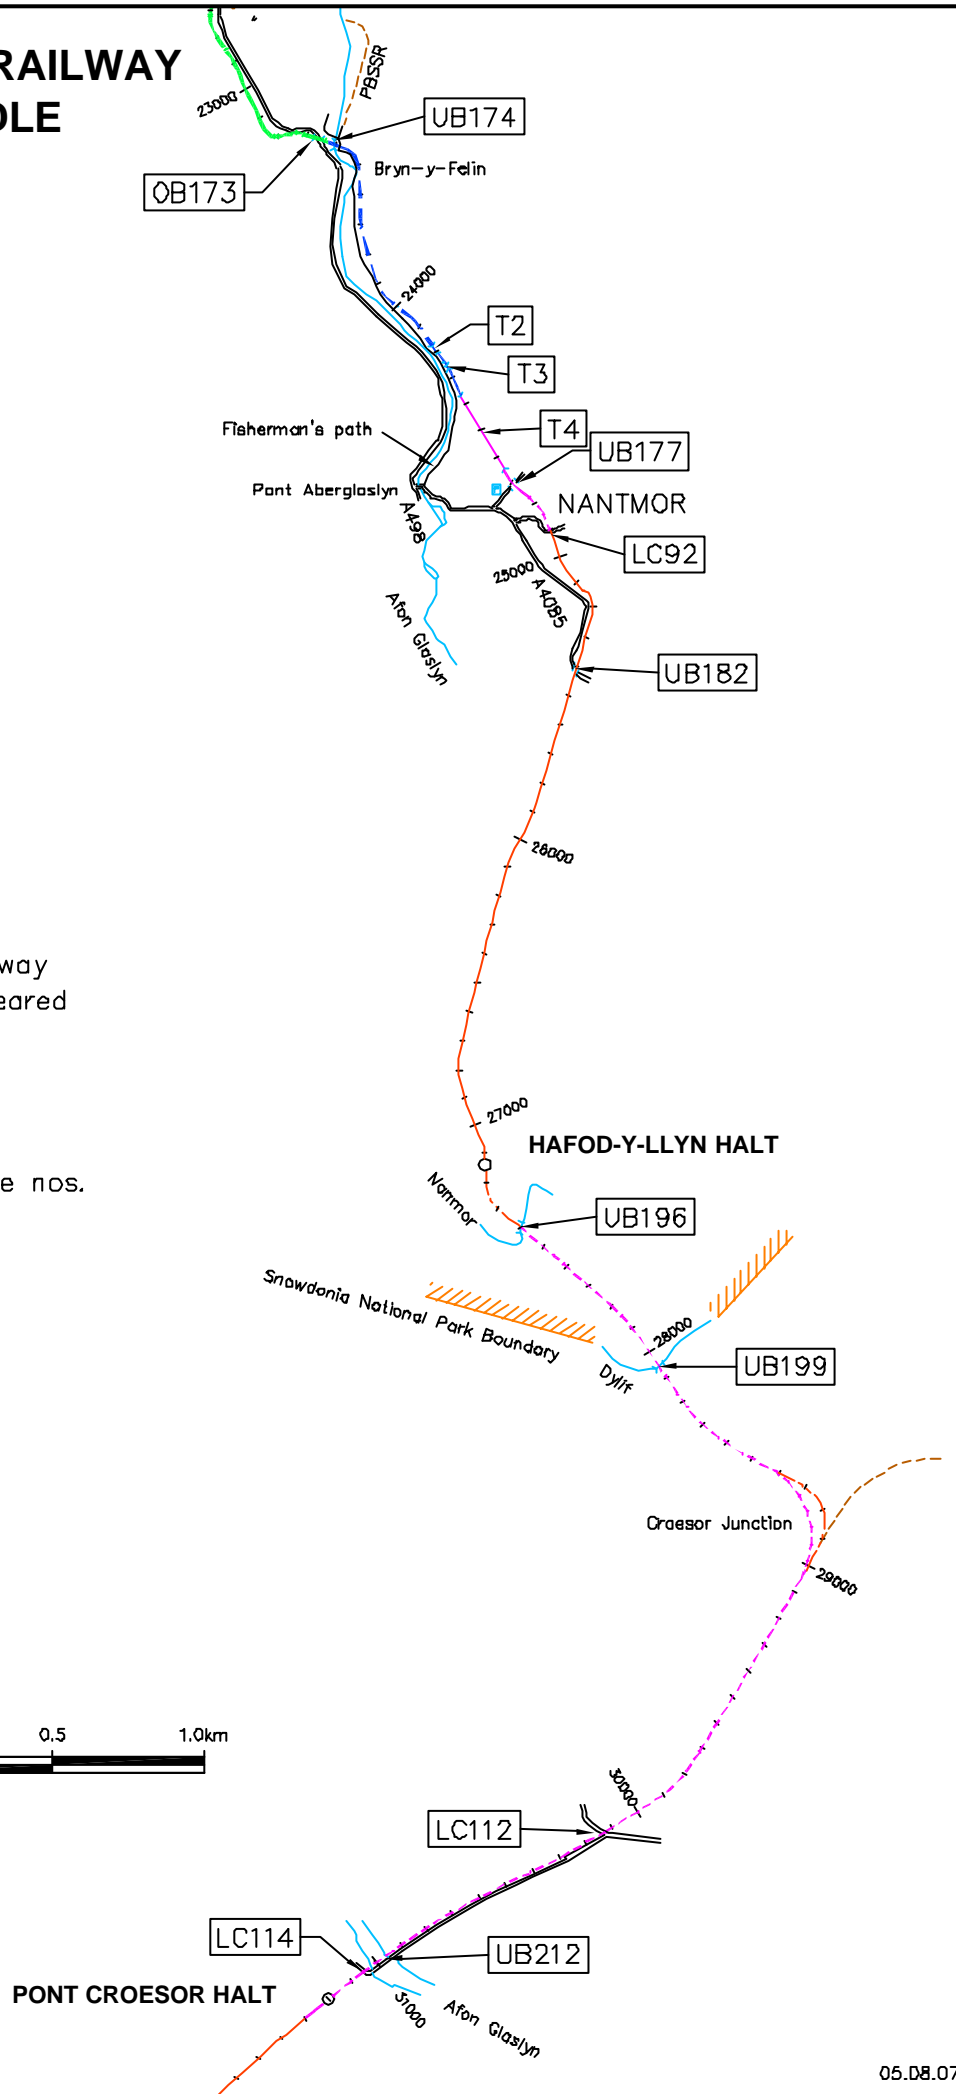 RAILWAY
DLE
PBSSR
23000
UB174
Bryn-y-Felin
OB173
24000
T2
T3
Fisherman's path
T4
UB177
Pont Aberglaslyn
A498
NANTMOR
LC92
25000
A4085
Afon Glaslyn
UB182
26000
way
eared
27000
HAFOD-Y-LLYN HALT
e nos.
Nanmor
UB196
Snowdonia National Park Boundary
28000
UB199
Dylif
Croesor Junction
29000
0.5 1.0km
30000
LC112
LC114
UB212
PONT CROESOR HALT
31000
Afon Glaslyn
05.08.07